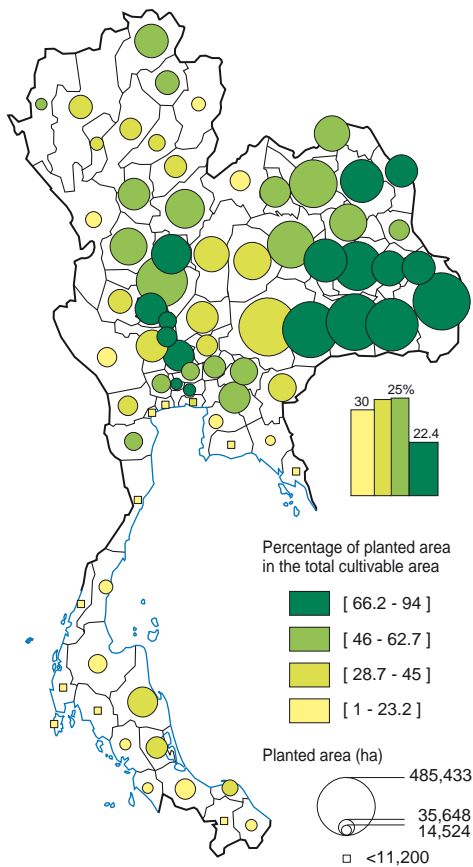 25%
30
22.4
Percentage of planted area
in the total cultivable area
[ 66.2 - 94 ]
[ 46 - 62.7 ]
[ 28.7 - 45 ]
[ 1 - 23.2 ]
Planted area (ha)
485,433
35,648
14,524
<11,200